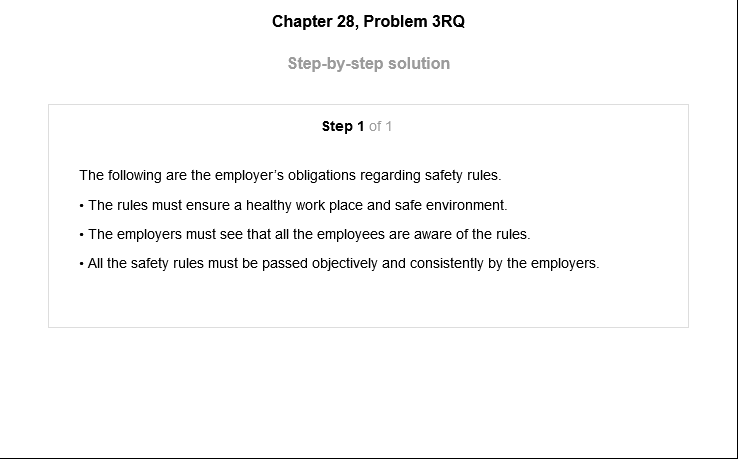 Chapter 28, Problem 3RQ
Step-by-step solution
Step 1 of 1
The following are the employer’s obligations regarding safety rules.
• The rules must ensure a healthy work place and safe environment.
• The employers must see that all the employees are aware of the rules.
• All the safety rules must be passed objectively and consistently by the employers.